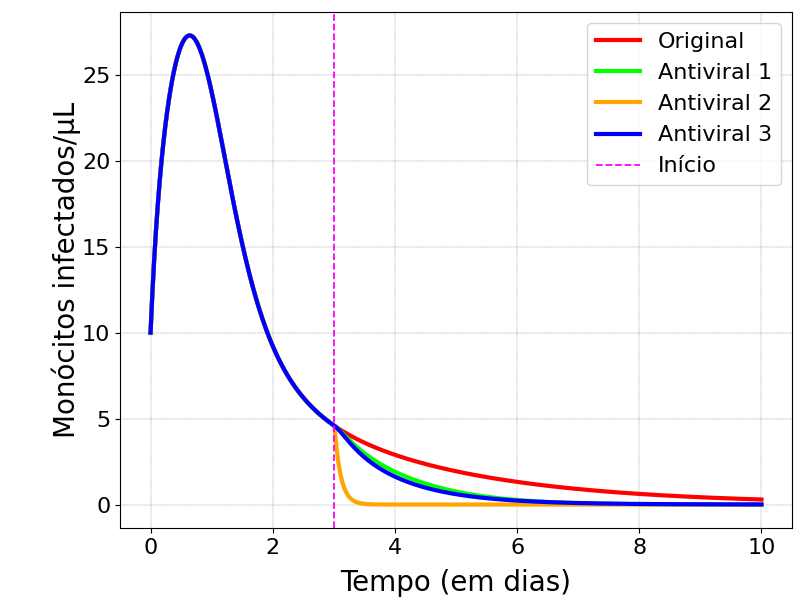 Original
Antiviral 1
Antiviral 2
Antiviral 3
Início
Monócitos infectados/μL
25
20
15
10
5
0
0 2 4 6 8 10
Tempo (em dias)